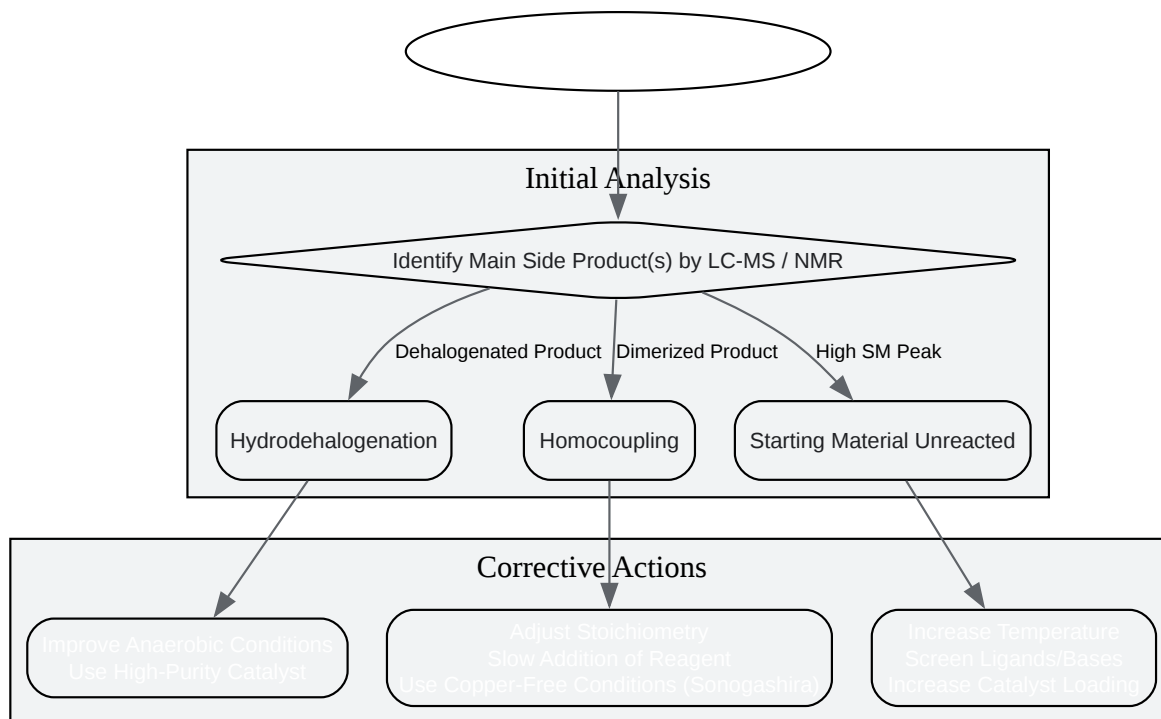 Initial Analysis
Identify Main Side Product(s) by LC-MS / NMR
Dehalogenated Product
Dimerized Product
High SM Peak
Hydrodehalogenation
Homocoupling
Starting Material Unreacted
Corrective Actions
Improve Anaerobic Conditions
Use High-Purity Catalyst
Adjust Stoichiometry
Slow Addition of Reagent
Use Copper-Free Conditions (Sonogashira)
Increase Temperature
Screen Ligands/Bases
Increase Catalyst Loading